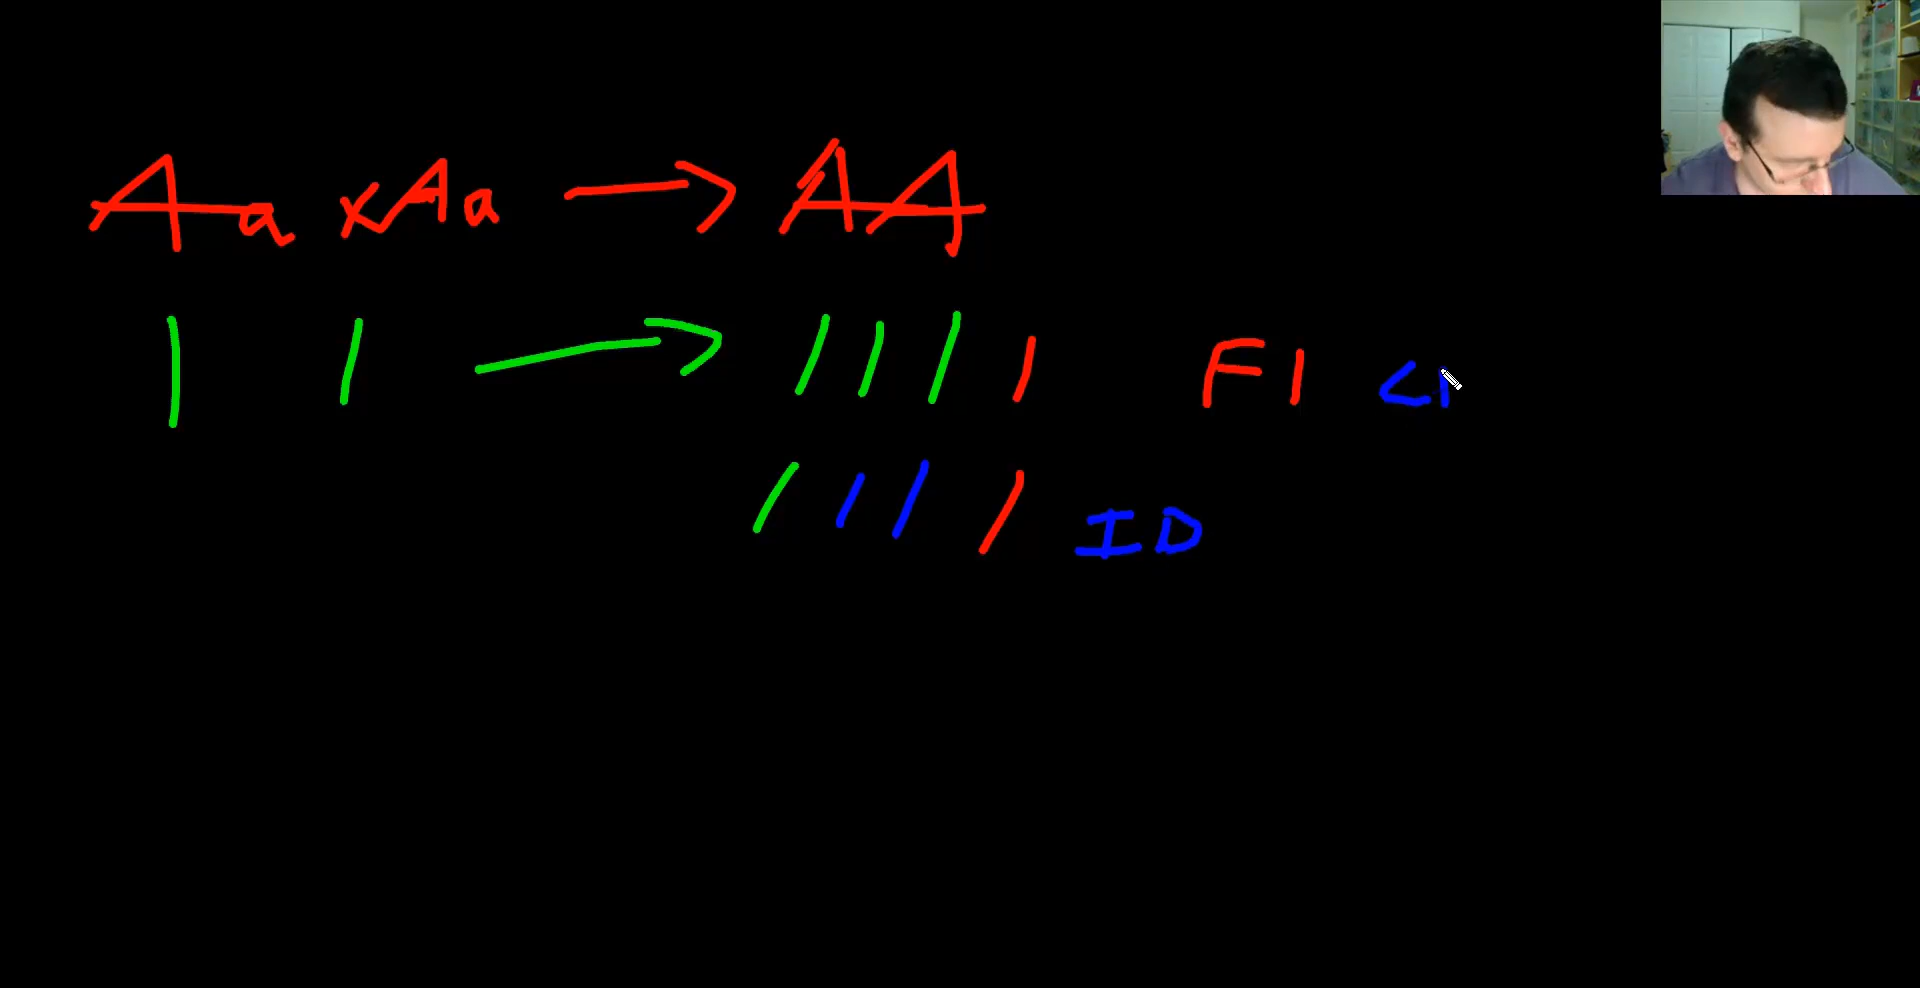 Aa x Aa → AA
| | → | | | | F1
| | | | ID